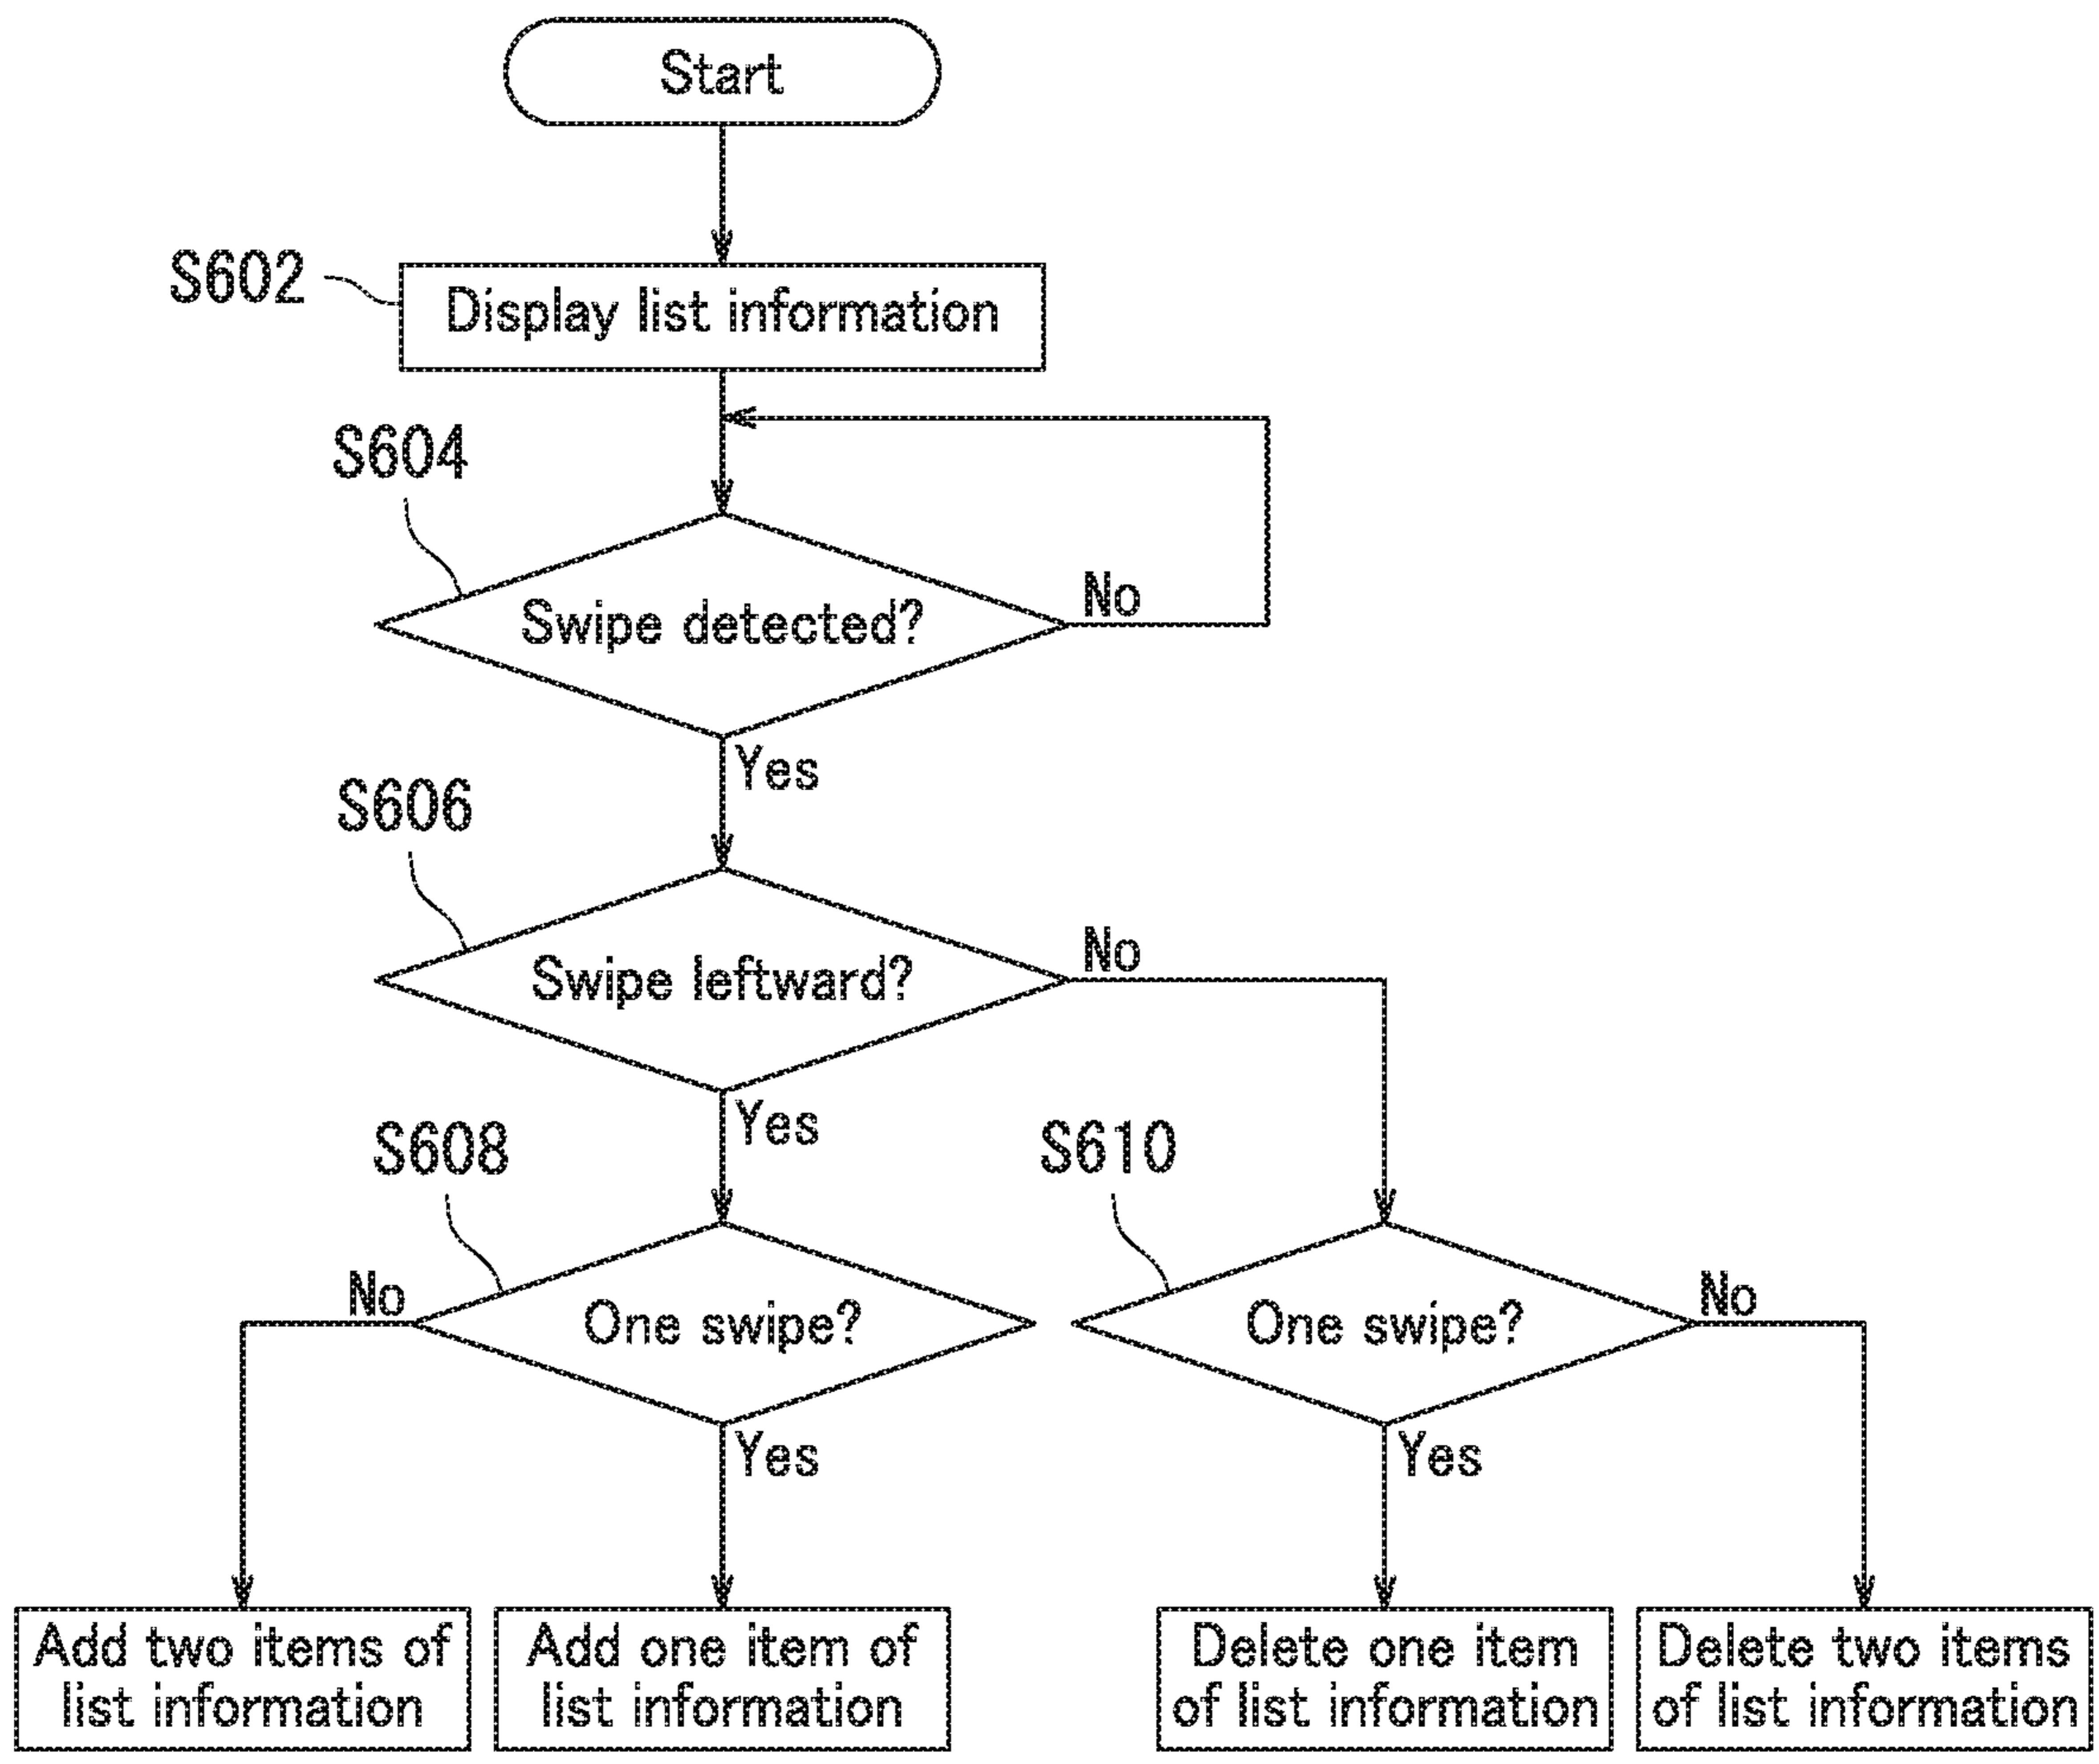 Start
S602
Display list information
S604
Swipe detected?
No
Yes
S606
Swipe leftward?
No
Yes
S608
S610
No
One swipe?
One swipe?
No
Yes
Yes
Add two items of
list information
Add one item of
list information
Delete one item
of list information
Delete two items
of list information